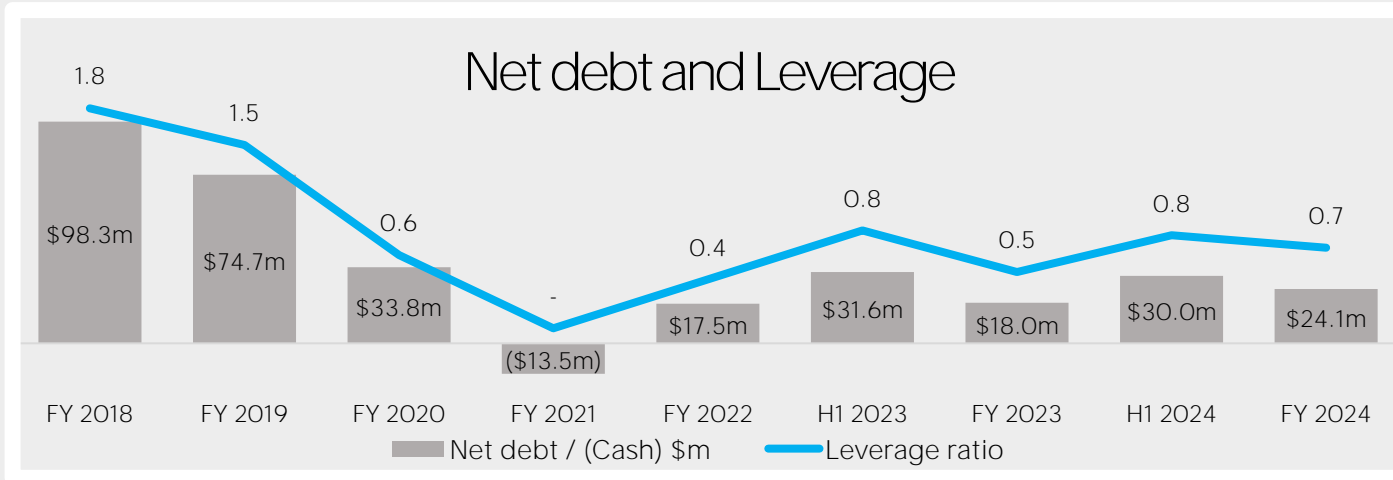 Net debt and Leverage
1.8
1.5
0.6
-
0.4
0.8
0.5
0.8
0.7
$98.3m
$74.7m
$33.8m
($13.5m)
$17.5m
$31.6m
$18.0m
$30.0m
$24.1m
FY 2018 FY 2019 FY 2020 FY 2021 FY 2022 H1 2023 FY 2023 H1 2024 FY 2024
Net debt / (Cash) $m Leverage ratio